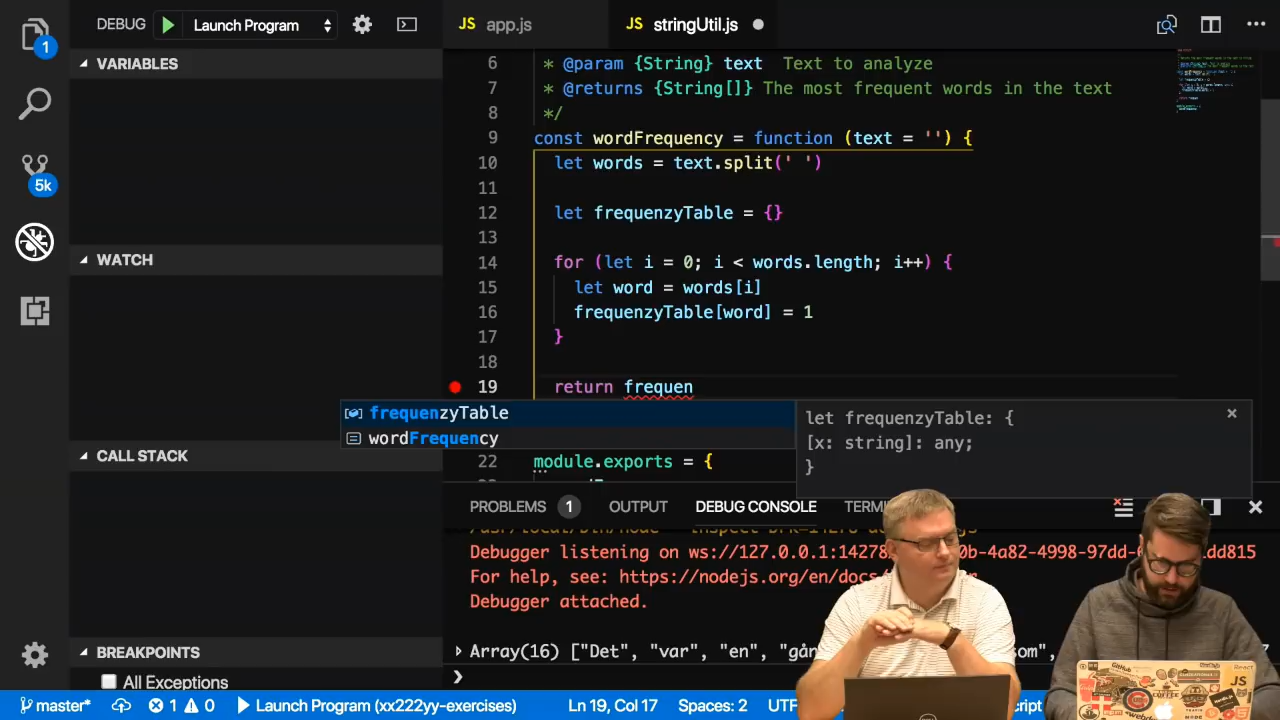 DEBUG Launch Program
JS app.js
JS stringUtil.js
1
5k
VARIABLES
WATCH
CALL STACK
BREAKPOINTS
All Exceptions
6 * @param {String} text Text to analyze
7 * @returns {String[]} The most frequent words in the text
8 */
9 const wordFrequency = function (text = '') {
10 let words = text.split(' ')
11
12 let frequenzyTable = {}
13
14 for (let i = 0; i < words.length; i++) {
15 let word = words[i]
16 frequenzyTable[word] = 1
17 }
18
19 return frequen
frequenzyTable
wordFrequency
let frequenzyTable: {
[x: string]: any;
}
22 module.exports = {
PROBLEMS 1 OUTPUT DEBUG CONSOLE
Debugger listening on ws://127.0.0.1:14278
For help, see: https://nodejs.org/en/docs/
Debugger attached.
Array(16) ["Det", "var", "en",
master* 1 0 Launch Program (xx222yy-exercises) Ln 19, Col 17 Spaces: 2